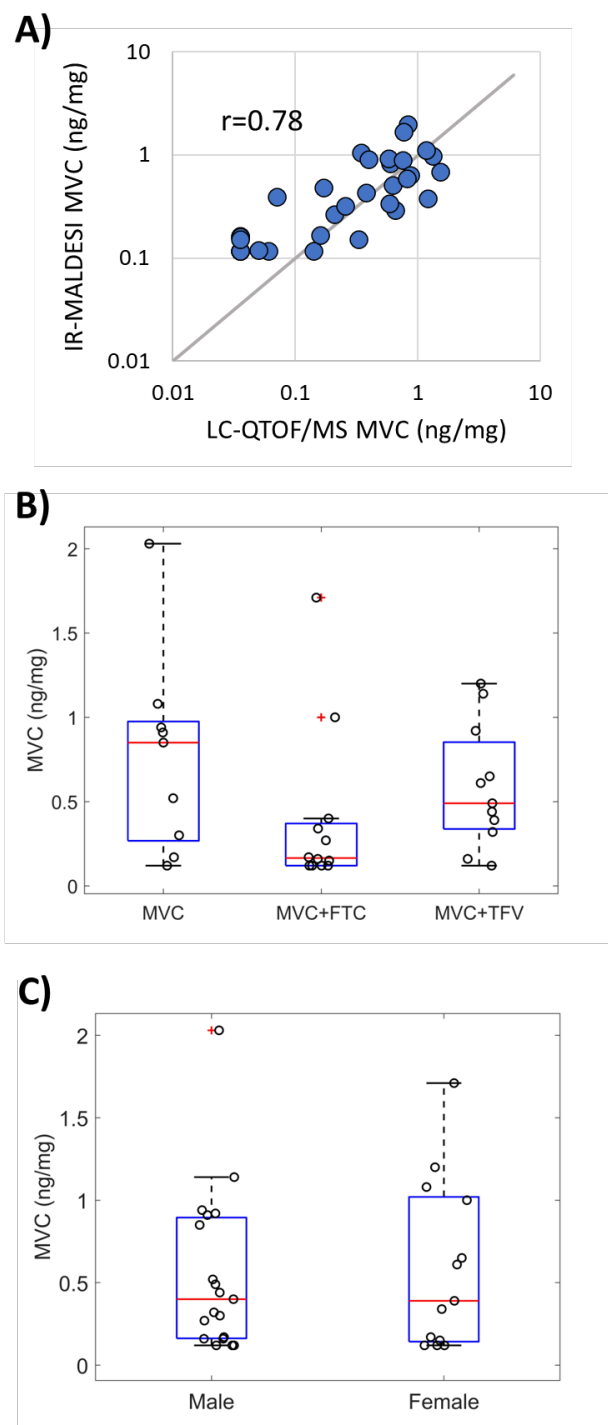 A)
IR-MALDESI MVC (ng/mg)
10
1
0.1
0.01
r=0.78
0.01 0.1 1 10
LC-QTOF/MS MVC (ng/mg)
B)
MVC (ng/mg)
2
1.5
1
0.5
0
MVC MVC+FTC MVC+TFV
C)
MVC (ng/mg)
2
1.5
1
0.5
0
Male Female